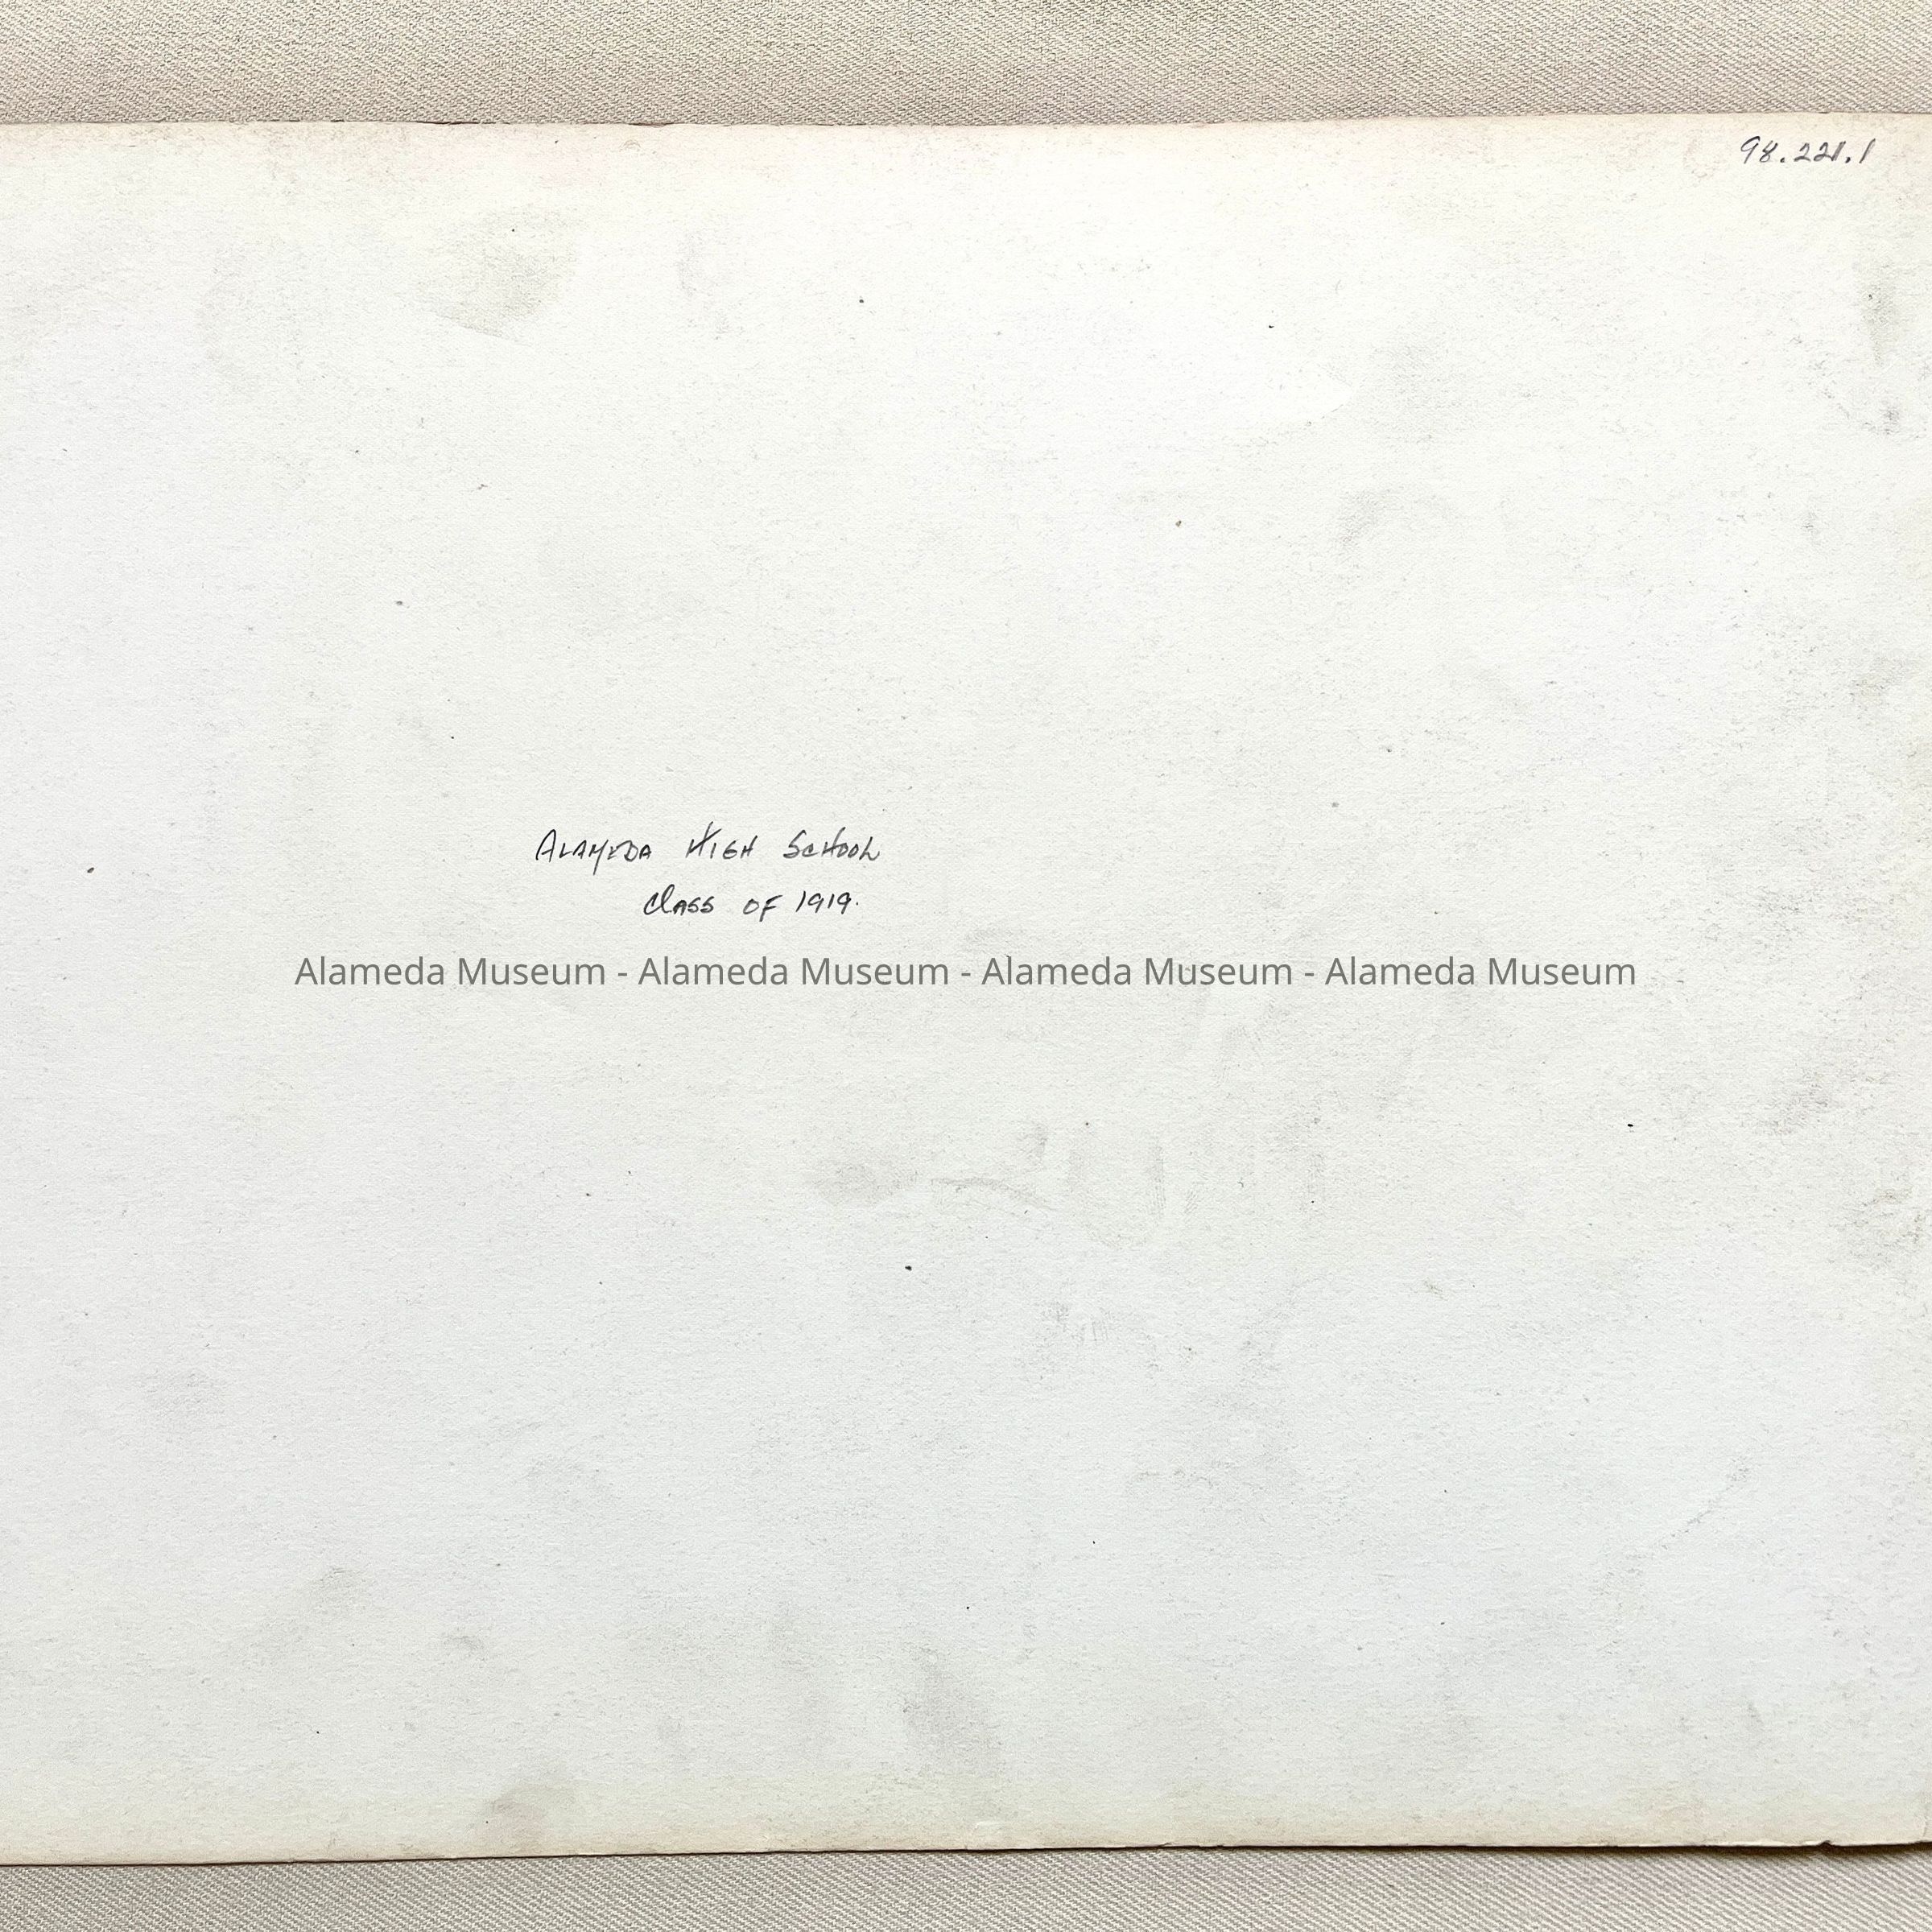 98.221.1
ALAMEDA HIGH SCHOOL
CLASS OF 1919.
Alameda Museum - Alameda Museum - Alameda Museum - Alameda Museum